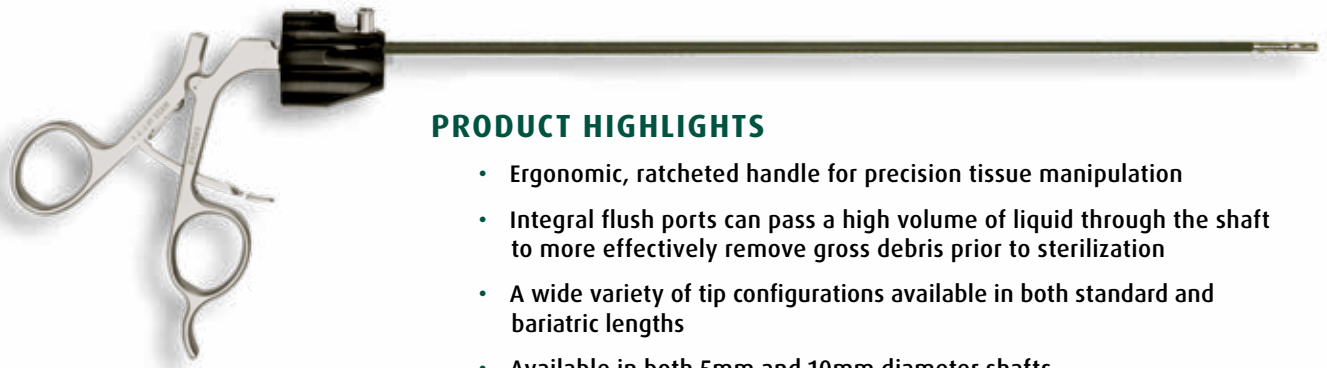 PRODUCT HIGHLIGHTS
• Ergonomic, ratcheted handle for precision tissue manipulation
• Integral flush ports can pass a high volume of liquid through the shaft
to more effectively remove gross debris prior to sterilization
• A wide variety of tip configurations available in both standard and
bariatric lengths
• Available in both 5mm and 10mm diameter shafts